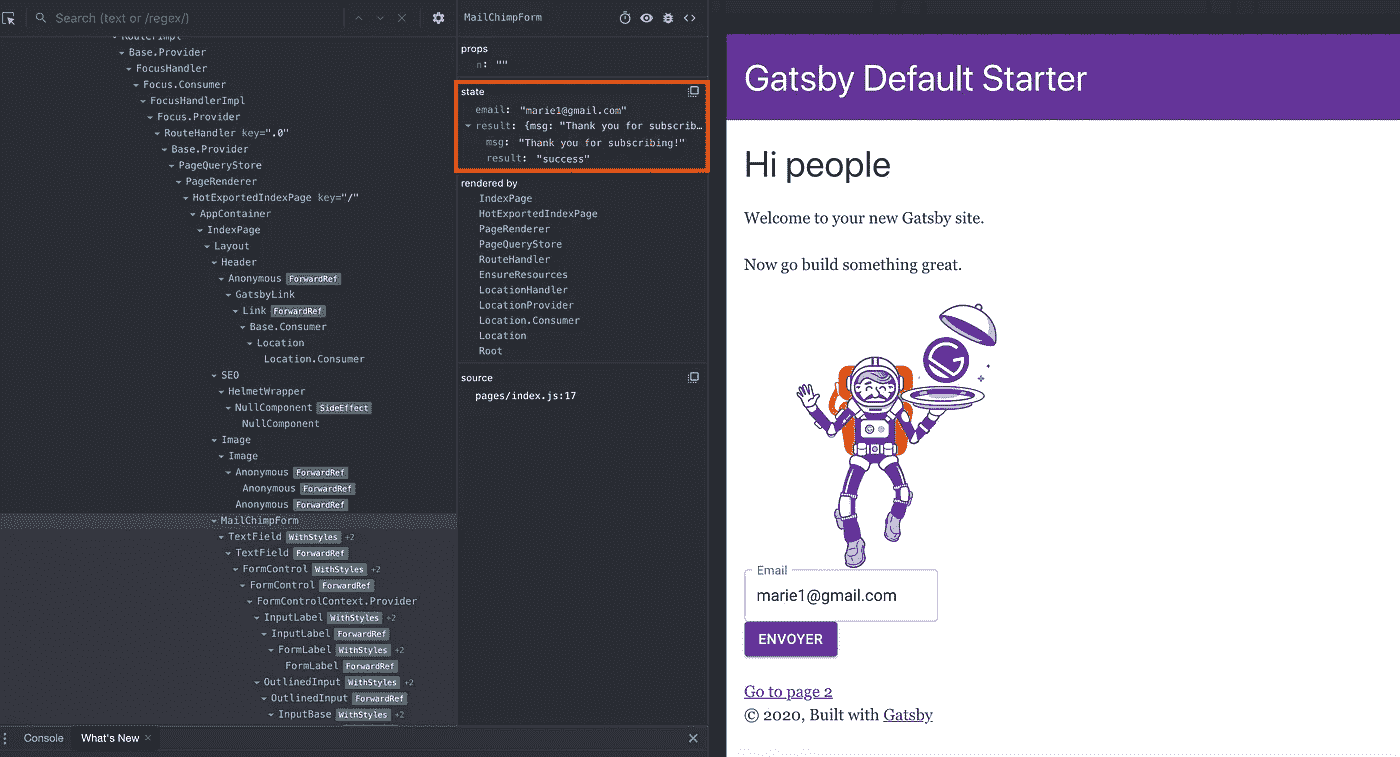 Search (text or /regex/)
RouterImpl
Base.Provider
FocusHandler
Focus.Consumer
FocusHandlerImpl
Focus.Provider
RouteHandler key=".0"
Base.Provider
PageQueryStore
PageRenderer
HotExportedIndexPage key="/"
AppContainer
IndexPage
Layout
Header
Anonymous ForwardRef
GatsbyLink
Link ForwardRef
Base.Consumer
Location
Location.Consumer
SEO
HelmetWrapper
NullComponent SideEffect
NullComponent
Image
Image
Anonymous ForwardRef
Anonymous ForwardRef
Anonymous ForwardRef
MailChimpForm
TextField WithStyles +2
TextField ForwardRef
FormControl WithStyles +2
FormControl ForwardRef
FormControlContext.Provider
InputLabel WithStyles +2
InputLabel ForwardRef
FormLabel WithStyles +2
FormLabel ForwardRef
OutlinedInput WithStyles +2
OutlinedInput ForwardRef
InputBase WithStyles +2
Console What's New ×
MailChimpForm
props
n: ""
state
email: "marie1@gmail.com"
result: {msg: "Thank you for subscrib…
msg: "Thank you for subscribing!"
result: "success"
rendered by
IndexPage
HotExportedIndexPage
PageRenderer
PageQueryStore
RouteHandler
EnsureResources
LocationHandler
LocationProvider
Location.Consumer
Location
Root
source
pages/index.js:17
Gatsby Default Starter
Hi people
Welcome to your new Gatsby site.
Now go build something great.
Email
marie1@gmail.com
ENVOYER
Go to page 2
© 2020, Built with Gatsby